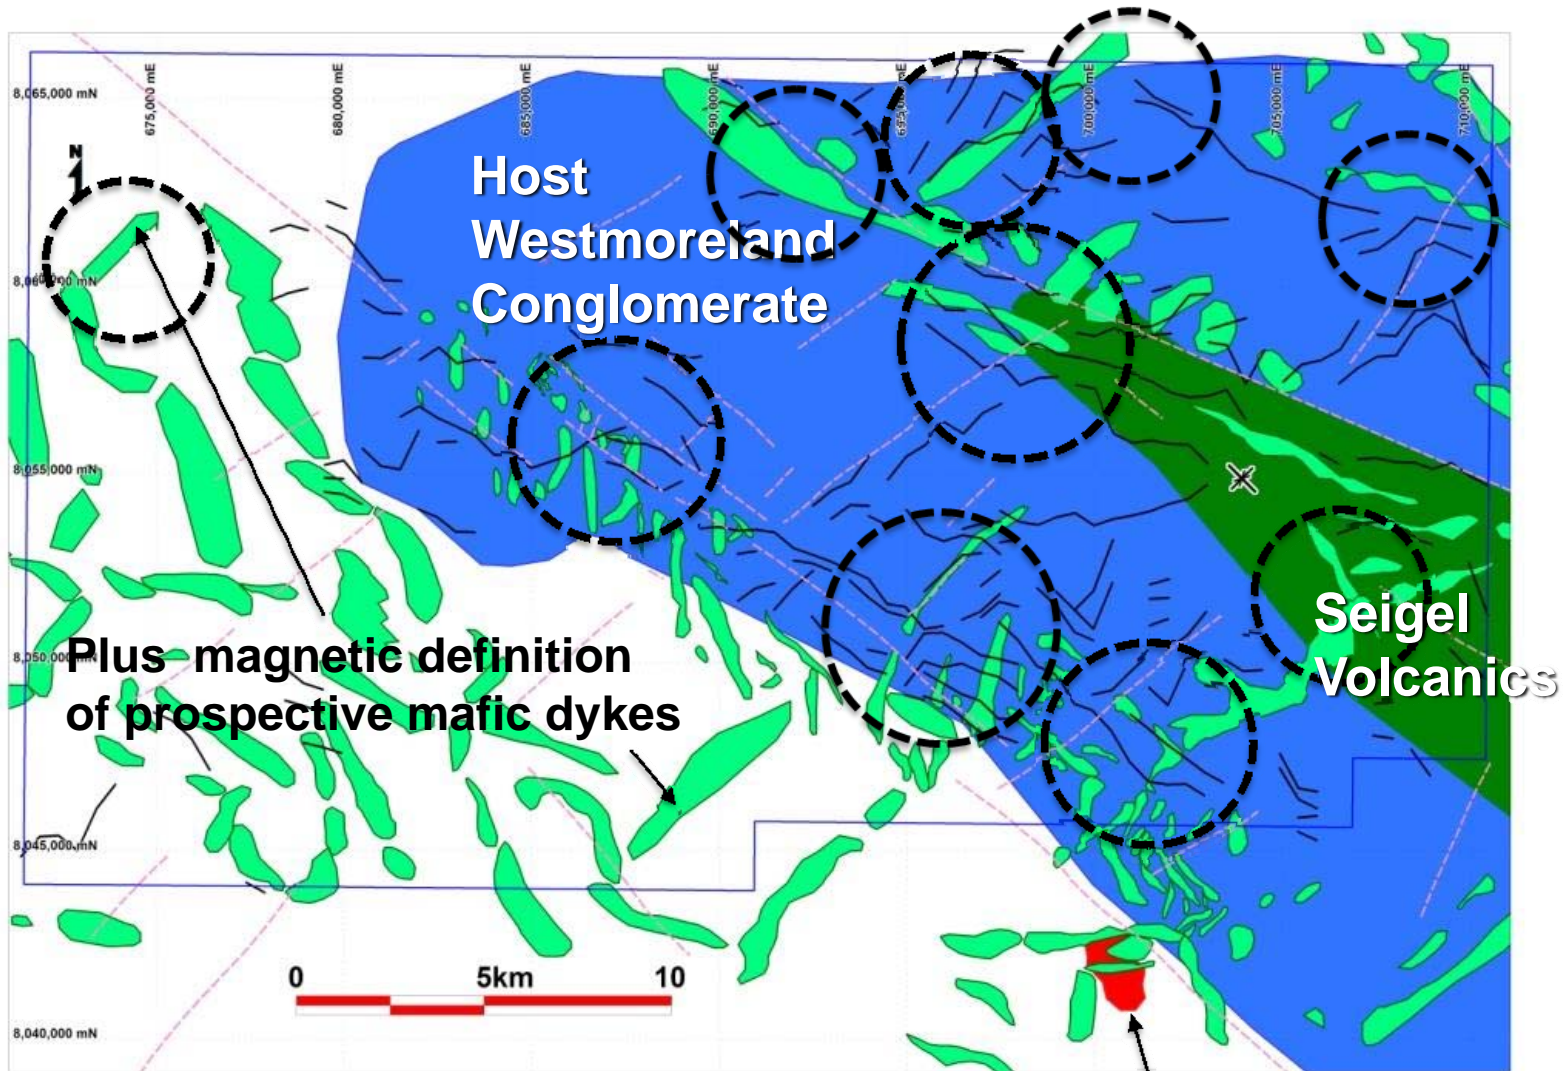 675,000 mE
680,000 mE
685,000 mE
690,000 mE
700,000 mE
705,000 mE
710,000 mE
8,065,000 mN
N
Host
Westmoreland
Conglomerate
8,055,000 mN
Seigel
Volcanics
Plus magnetic definition
of prospective mafic dykes
8,045,000 mN
0 5km 10
8,040,000 mN